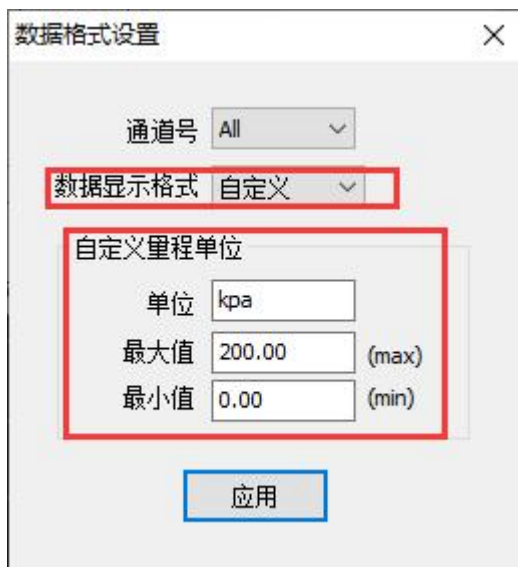 数据格式设置
通道号 All
数据显示格式 自定义
自定义量程单位
单位 kpa
最大值 200.00 (max)
最小值 0.00 (min)
应用